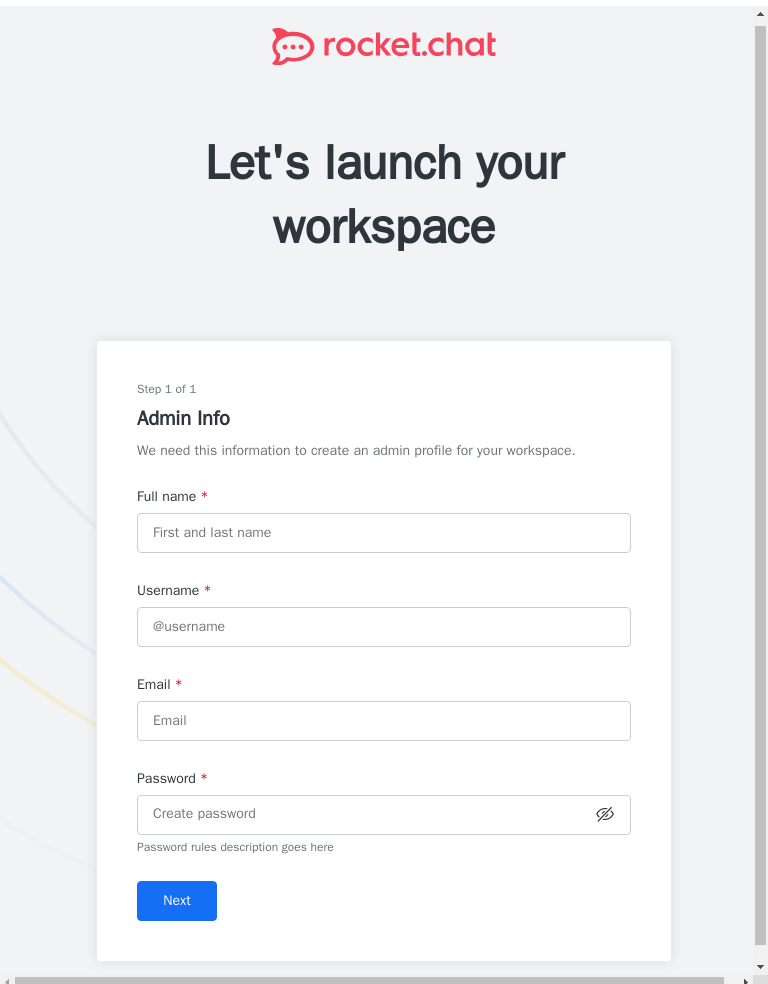 rocket.chat
Let's launch your
workspace
Step 1 of 1
Admin Info
We need this information to create an admin profile for your workspace.
Full name *
First and last name
Username *
@username
Email *
Email
Password *
Create password
Password rules description goes here
Next